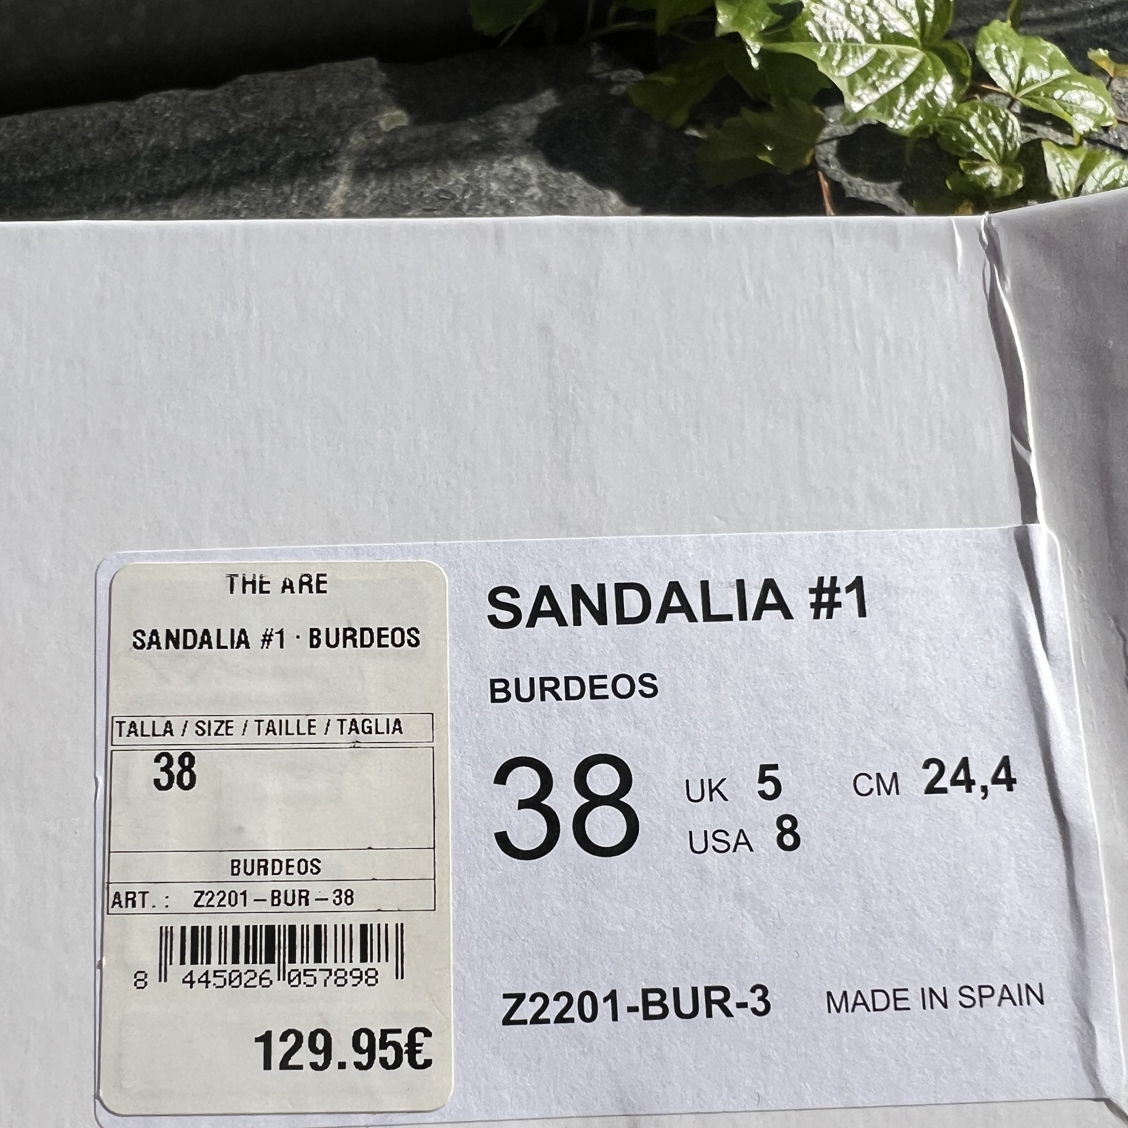 THE ARE
SANDALIA #1 · BURDEOS
TALLA / SIZE / TAILLE / TAGLIA
38
BURDEOS
ART. : Z2201-BUR-38
8 445026 057898
129.95€
SANDALIA #1
BURDEOS
38 UK 5 CM 24,4
USA 8
Z2201-BUR-3 MADE IN SPAIN